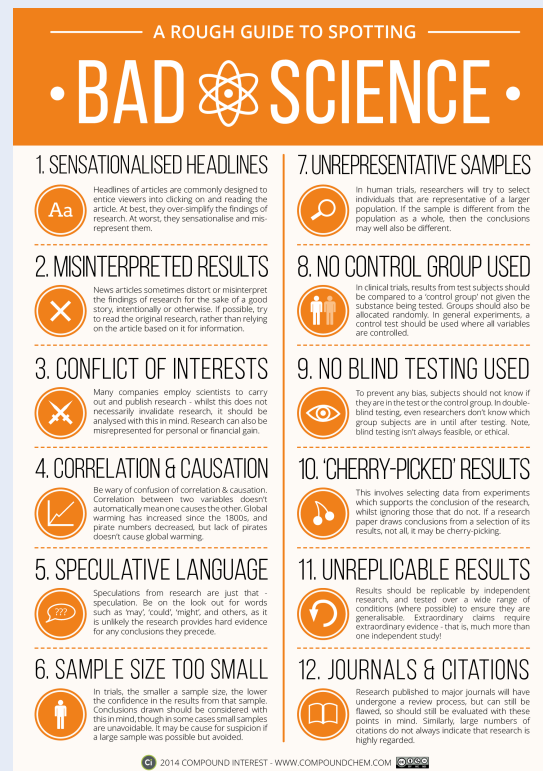 A ROUGH GUIDE TO SPOTTING
• BAD SCIENCE •
1. SENSATIONALISED HEADLINES
Aa
Headlines of articles are commonly designed to
entice viewers into clicking on and reading the
article. At best, they over-simplify the findings of
research. At worst, they sensationalise and mis-
represent them.
2. MISINTERPRETED RESULTS
News articles sometimes distort or misinterpret
the findings of research for the sake of a good
story, intentionally or otherwise. If possible, try
to read the original research, rather than relying
on the article based on it for information.
3. CONFLICT OF INTERESTS
Many companies employ scientists to carry
out and publish research - whilst this does not
necessarily invalidate research, it should be
analysed with this in mind. Research can also be
misrepresented for personal or financial gain.
4. CORRELATION & CAUSATION
Be wary of confusion of correlation & causation.
Correlation between two variables doesn't
automatically mean one causes the other. Global
warming has increased since the 1800s, and
pirate numbers decreased, but lack of pirates
doesn't cause global warming.
5. SPECULATIVE LANGUAGE
???
Speculations from research are just that -
speculation. Be on the look out for words
such as 'may', 'could', 'might', and others, as it
is unlikely the research provides hard evidence
for any conclusions they precede.
6. SAMPLE SIZE TOO SMALL
In trials, the smaller a sample size, the lower
the confidence in the results from that sample.
Conclusions drawn should be considered with
this in mind, though in some cases small samples
are unavoidable. It may be cause for suspicion if
a large sample was possible but avoided.
7. UNREPRESENTATIVE SAMPLES
In human trials, researchers will try to select
individuals that are representative of a larger
population. If the sample is different from the
population as a whole, then the conclusions
may well also be different.
8. NO CONTROL GROUP USED
In clinical trials, results from test subjects should
be compared to a 'control group' not given the
substance being tested. Groups should also be
allocated randomly. In general experiments, a
control test should be used where all variables
are controlled.
9. NO BLIND TESTING USED
To prevent any bias, subjects should not know if
they are in the test or the control group. In double-
blind testing, even researchers don't know which
group subjects are in until after testing. Note,
blind testing isn't always feasible, or ethical.
10. 'CHERRY-PICKED' RESULTS
This involves selecting data from experiments
which supports the conclusion of the research,
whilst ignoring those that do not. If a research
paper draws conclusions from a selection of its
results, not all, it may be cherry-picking.
11. UNREPLICABLE RESULTS
Results should be replicable by independent
research, and tested over a wide range of
conditions (where possible) to ensure they are
generalisable. Extraordinary claims require
extraordinary evidence - that is, much more than
one independent study!
12. JOURNALS & CITATIONS
Research published to major journals will have
undergone a review process, but can still be
flawed, so should still be evaluated with these
points in mind. Similarly, large numbers of
citations do not always indicate that research is
highly regarded.
Ci 2014 COMPOUND INTEREST - WWW.COMPOUNDCHEM.COM